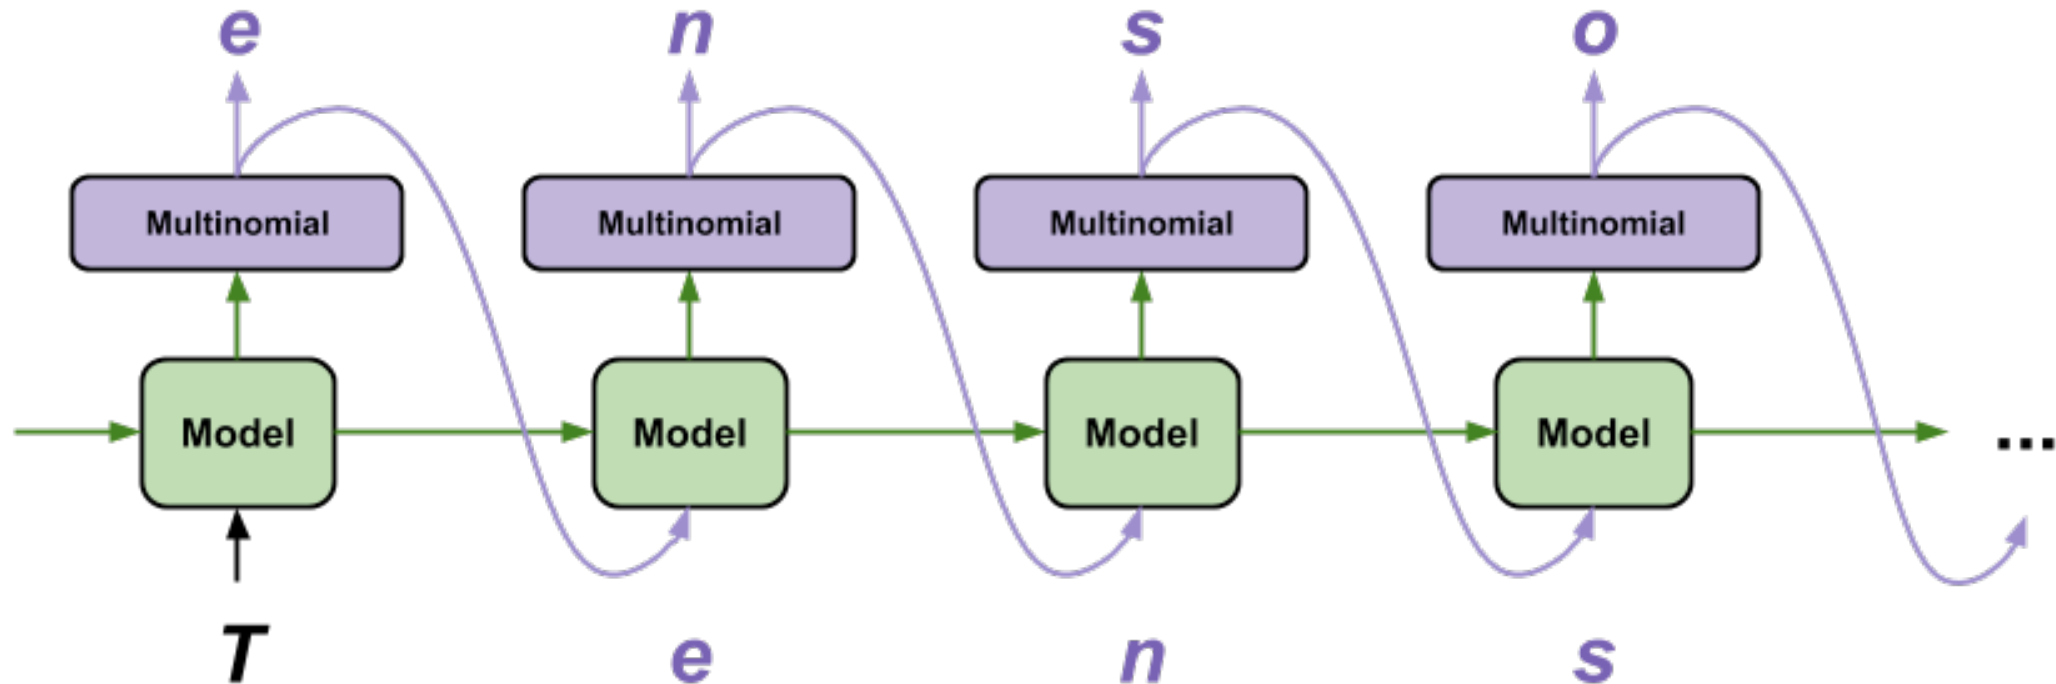 e n s o
Multinomial Multinomial Multinomial Multinomial
Model Model Model Model ...
T e n s